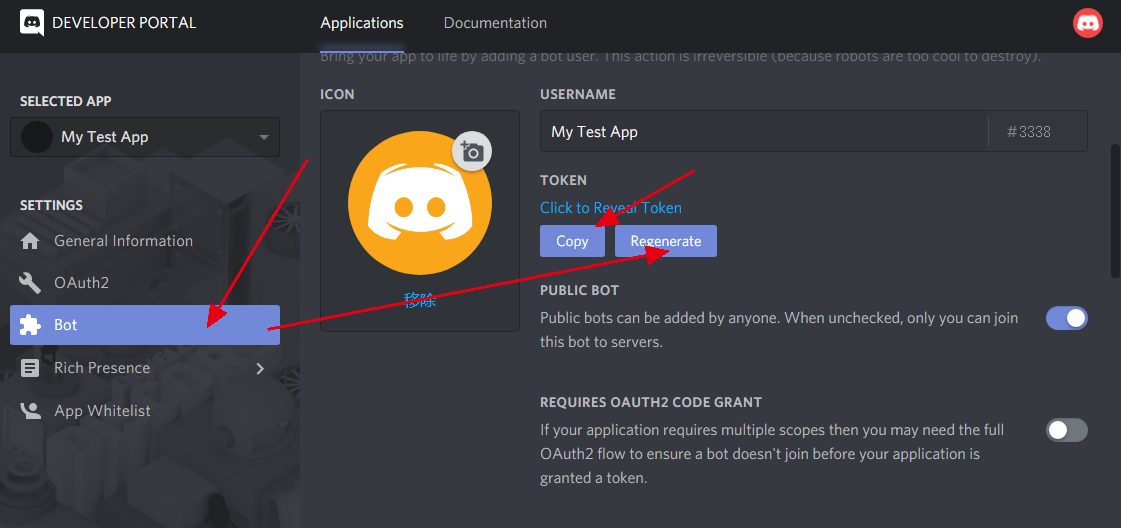 DEVELOPER PORTAL
Applications
Documentation
SELECTED APP
My Test App
SETTINGS
General Information
OAuth2
Bot
Rich Presence
App Whitelist
Bring your app to life by adding a bot user. This action is irreversible (because robots are too cool to destroy).
ICON
移除
USERNAME
My Test App
#3338
TOKEN
Click to Reveal Token
Copy
Regenerate
PUBLIC BOT
Public bots can be added by anyone. When unchecked, only you can join
this bot to servers.
REQUIRES OAUTH2 CODE GRANT
If your application requires multiple scopes then you may need the full
OAuth2 flow to ensure a bot doesn't join before your application is
granted a token.